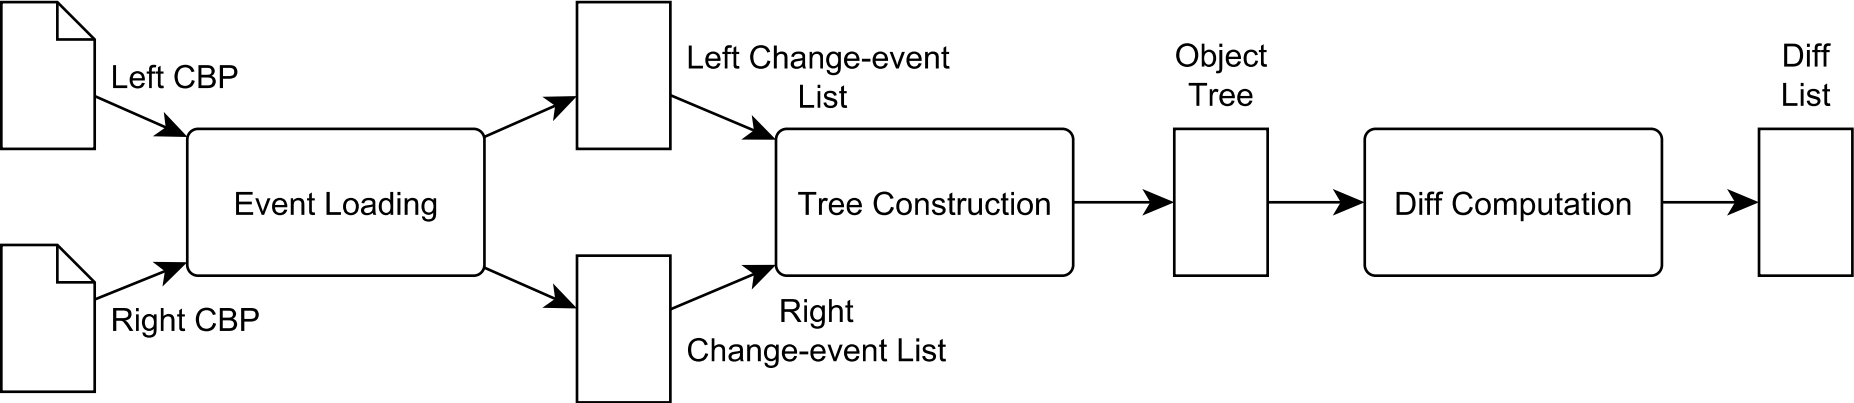 Left CBP
Right CBP
Event Loading
Left Change-event
List
Right
Change-event List
Tree Construction
Object
Tree
Diff Computation
Diff
List